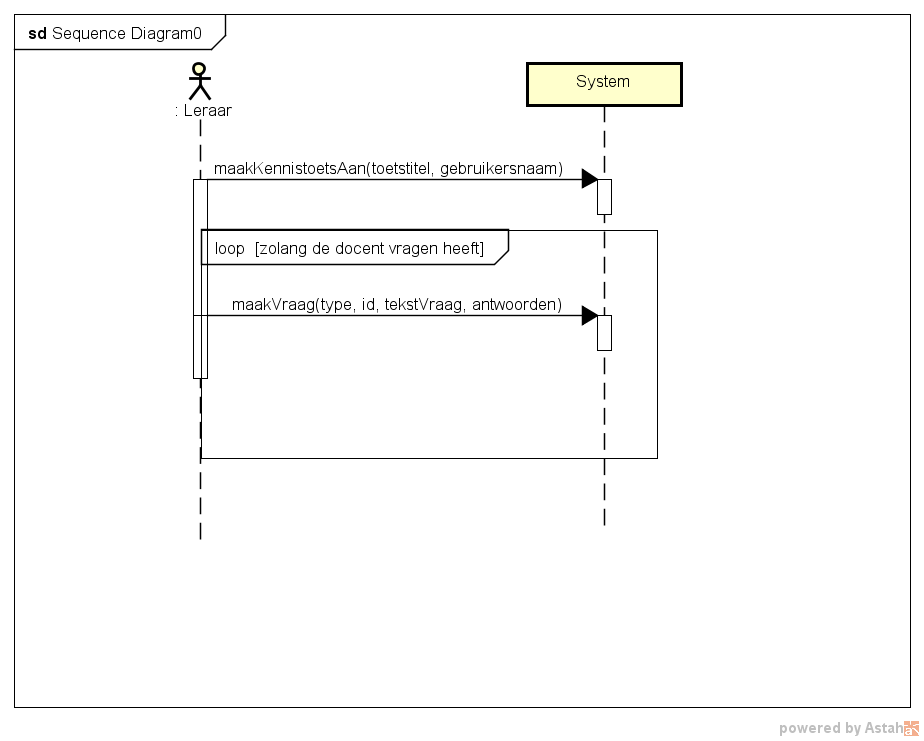 sd Sequence Diagram0
: Leraar
System
maakKennistoetsAan(toetstitel, gebruikersnaam)
loop [zolang de docent vragen heeft]
maakVraag(type, id, tekstVraag, antwoorden)
powered by Astah